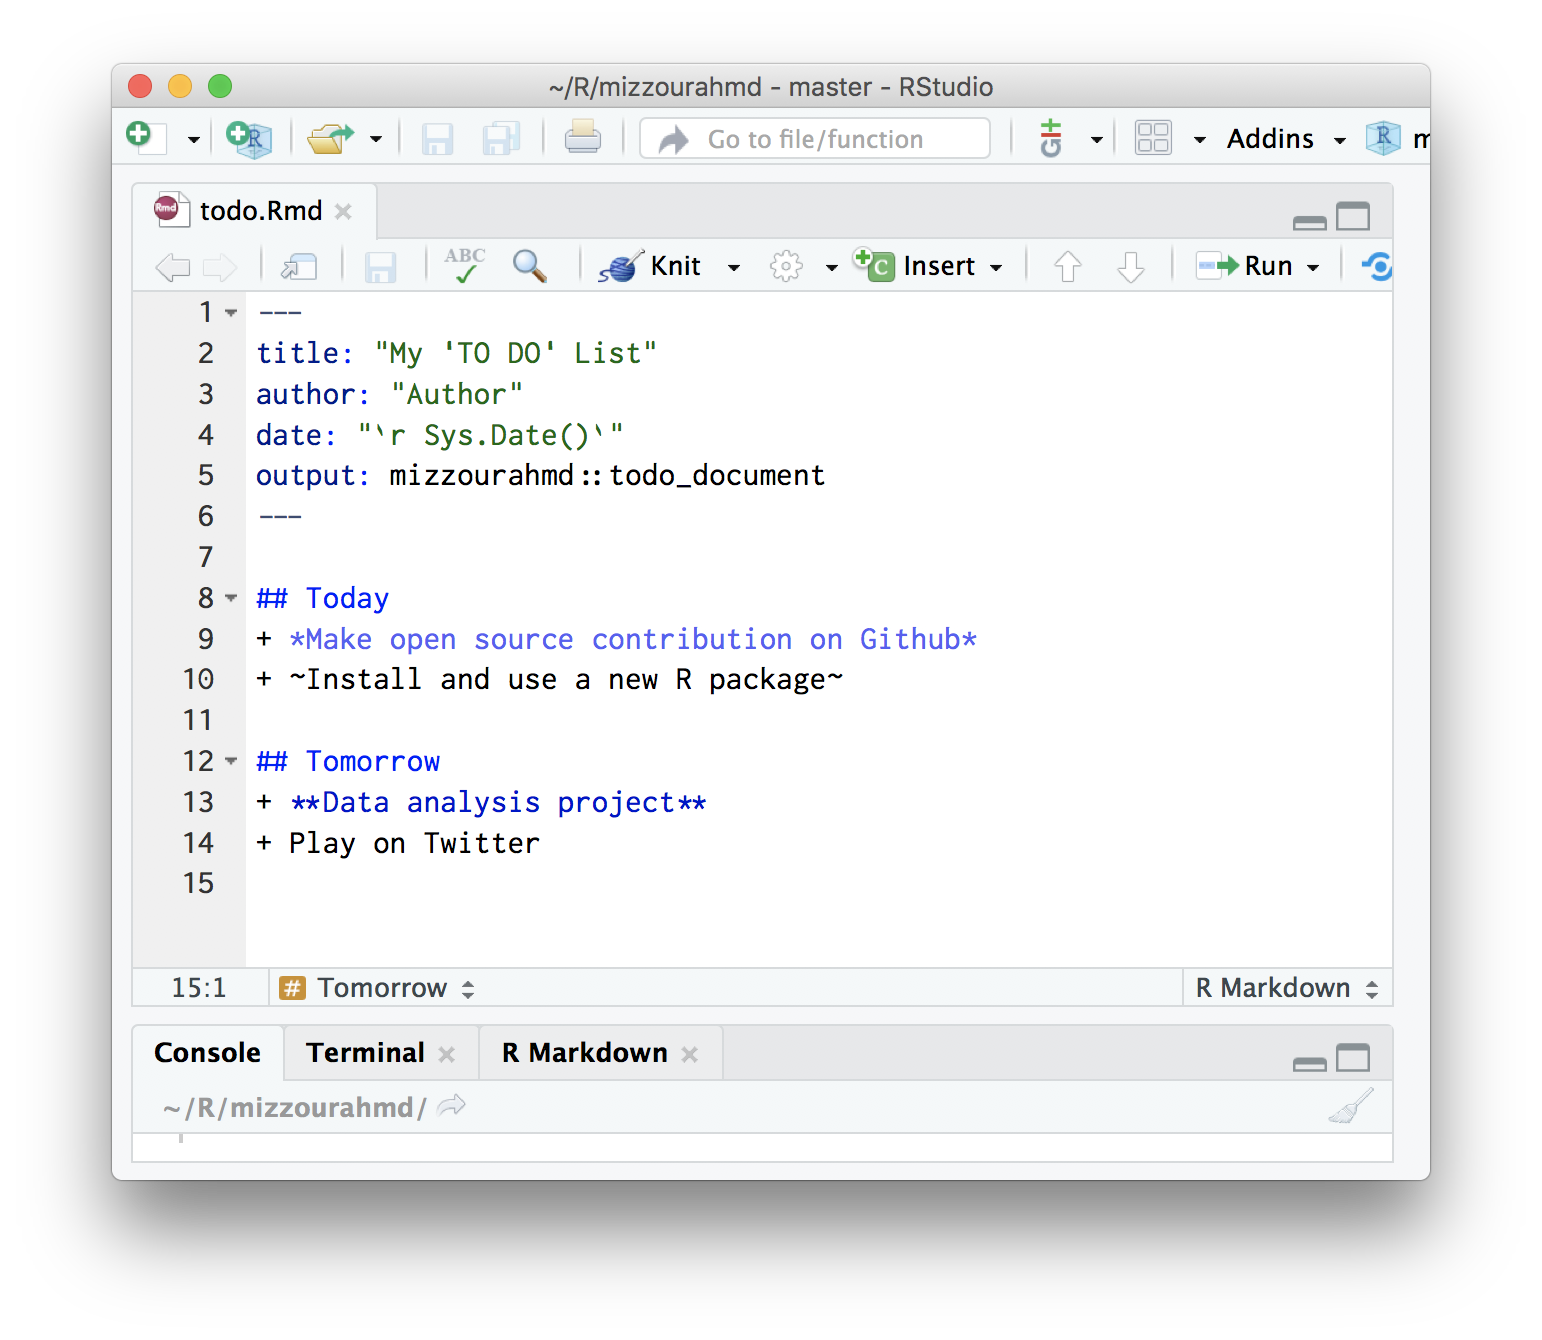 ~/R/mizzourahmd - master - RStudio
R Go to file/function Git Addins R m
Rmd todo.Rmd
ABC Knit C Insert Run
1 ---
2 title: "My 'TO DO' List"
3 author: "Author"
4 date: "`r Sys.Date()`"
5 output: mizzourahmd::todo_document
6 ---
7
8 ## Today
9 + *Make open source contribution on Github*
10 + ~Install and use a new R package~
11
12 ## Tomorrow
13 + **Data analysis project**
14 + Play on Twitter
15
15:1 # Tomorrow R Markdown
Console Terminal R Markdown
~/R/mizzourahmd/